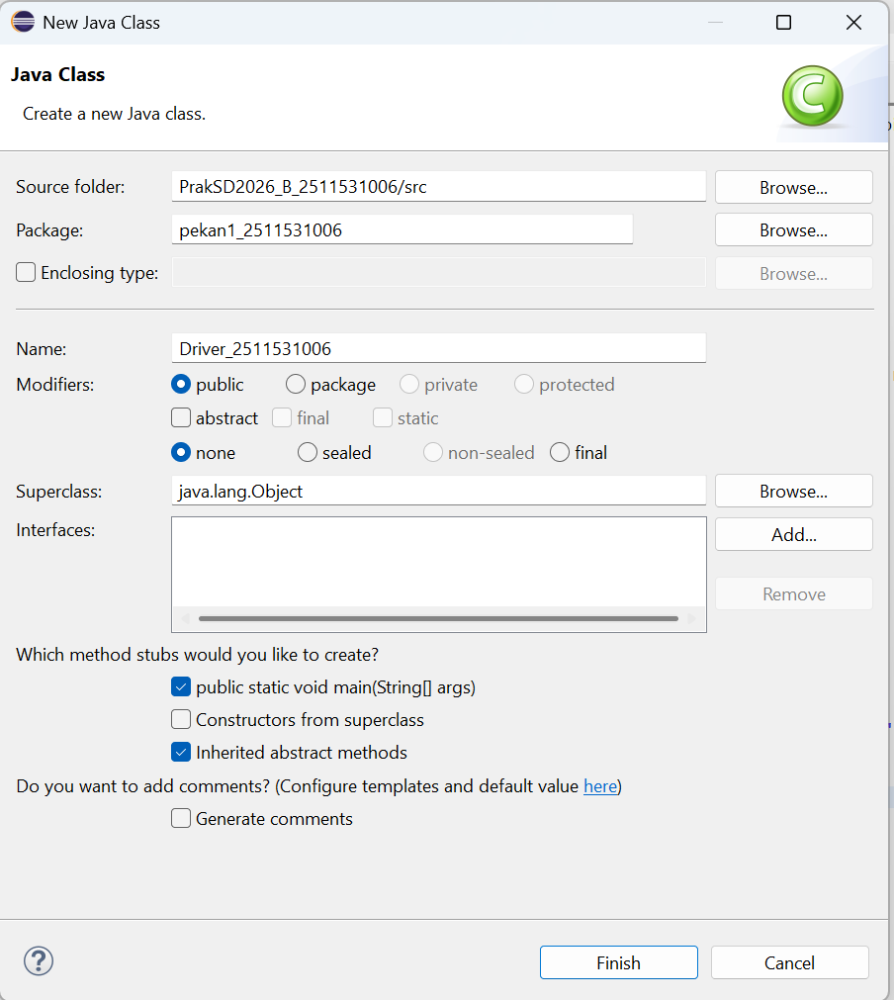 New Java Class
Java Class
Create a new Java class.
Source folder: PrakSD2026_B_2511531006/src Browse...
Package: pekan1_2511531006 Browse...
Enclosing type: Browse...
Name: Driver_2511531006
Modifiers: public package private protected
abstract final static
none sealed non-sealed final
Superclass: java.lang.Object Browse...
Interfaces: Add...
Remove
Which method stubs would you like to create?
public static void main(String[] args)
Constructors from superclass
Inherited abstract methods
Do you want to add comments? (Configure templates and default value here)
Generate comments
Finish Cancel